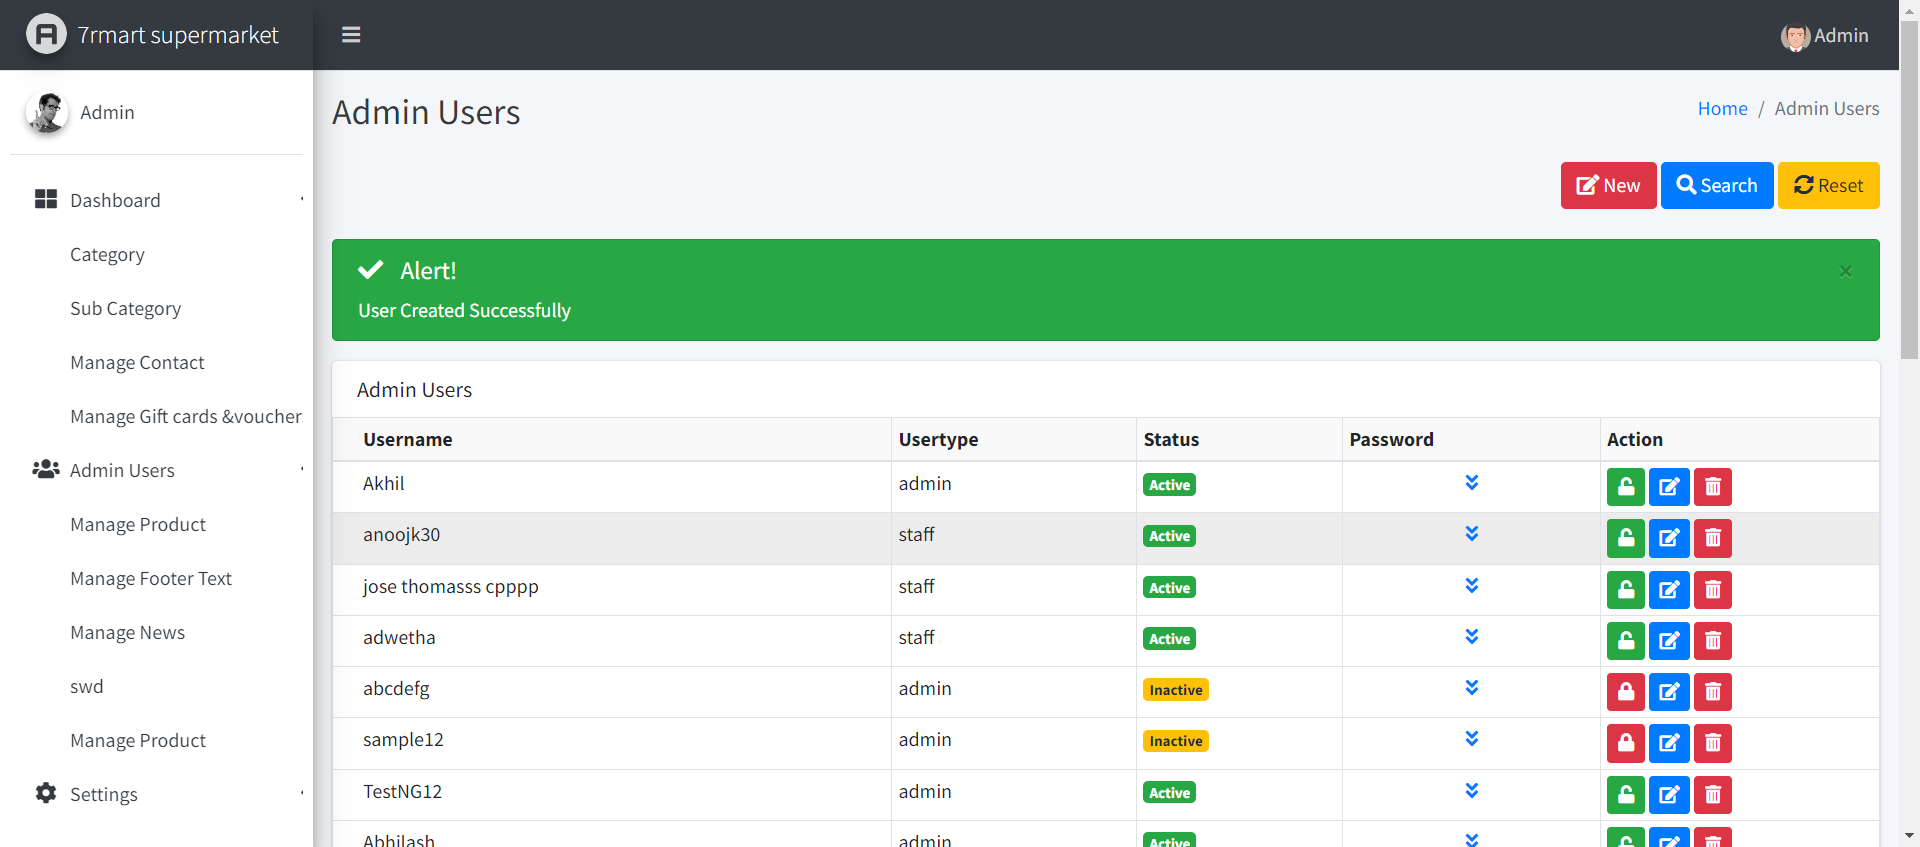 7rmart supermarket
Admin
Admin
Admin Users
Home / Admin Users
New Search Reset
Alert!
×
User Created Successfully
Dashboard
Category
Sub Category
Manage Contact
Manage Gift cards &voucher
Admin Users
Manage Product
Manage Footer Text
Manage News
swd
Manage Product
Settings
Admin Users
Username Usertype Status Password Action
Akhil admin Active
anoojk30 staff Active
jose thomasss cpppp staff Active
adwetha staff Active
abcdefg admin Inactive
sample12 admin Inactive
TestNG12 admin Active
Abhilash admin Active